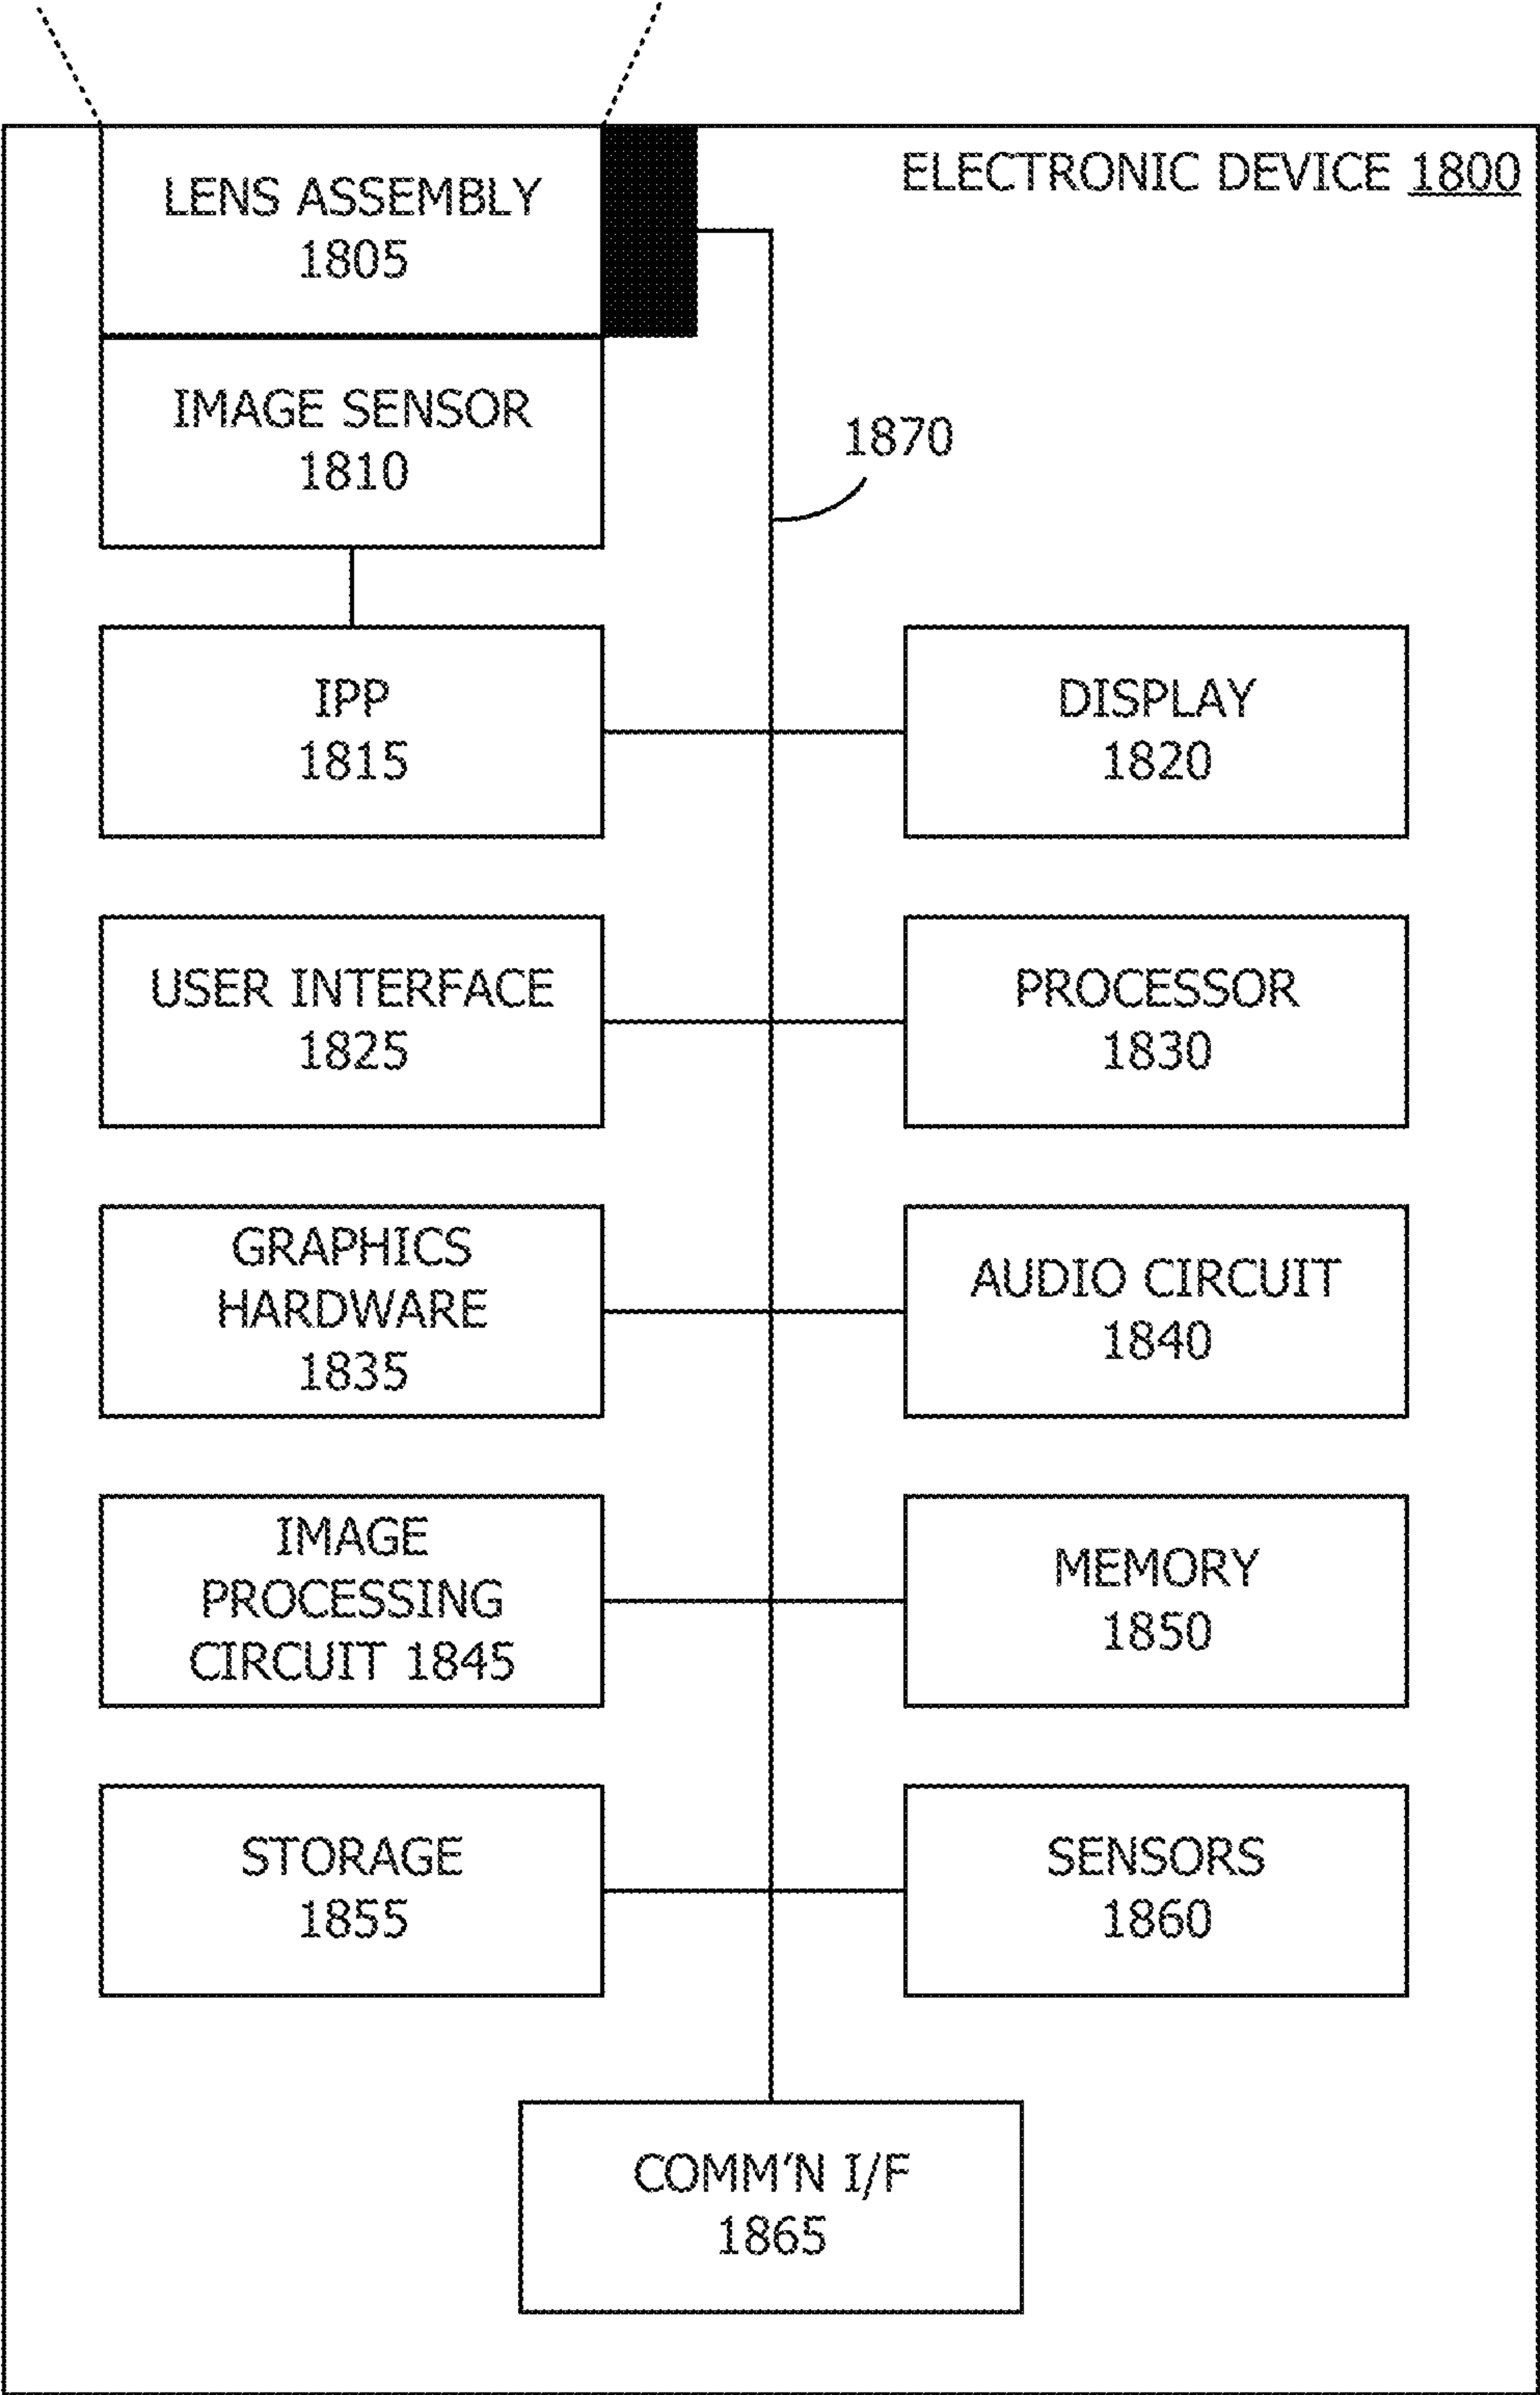 ELECTRONIC DEVICE 1800
LENS ASSEMBLY
1805
IMAGE SENSOR
1810
1870
IPP
1815
DISPLAY
1820
USER INTERFACE
1825
PROCESSOR
1830
GRAPHICS
HARDWARE
1835
AUDIO CIRCUIT
1840
IMAGE
PROCESSING
CIRCUIT 1845
MEMORY
1850
STORAGE
1855
SENSORS
1860
COMM'N I/F
1865